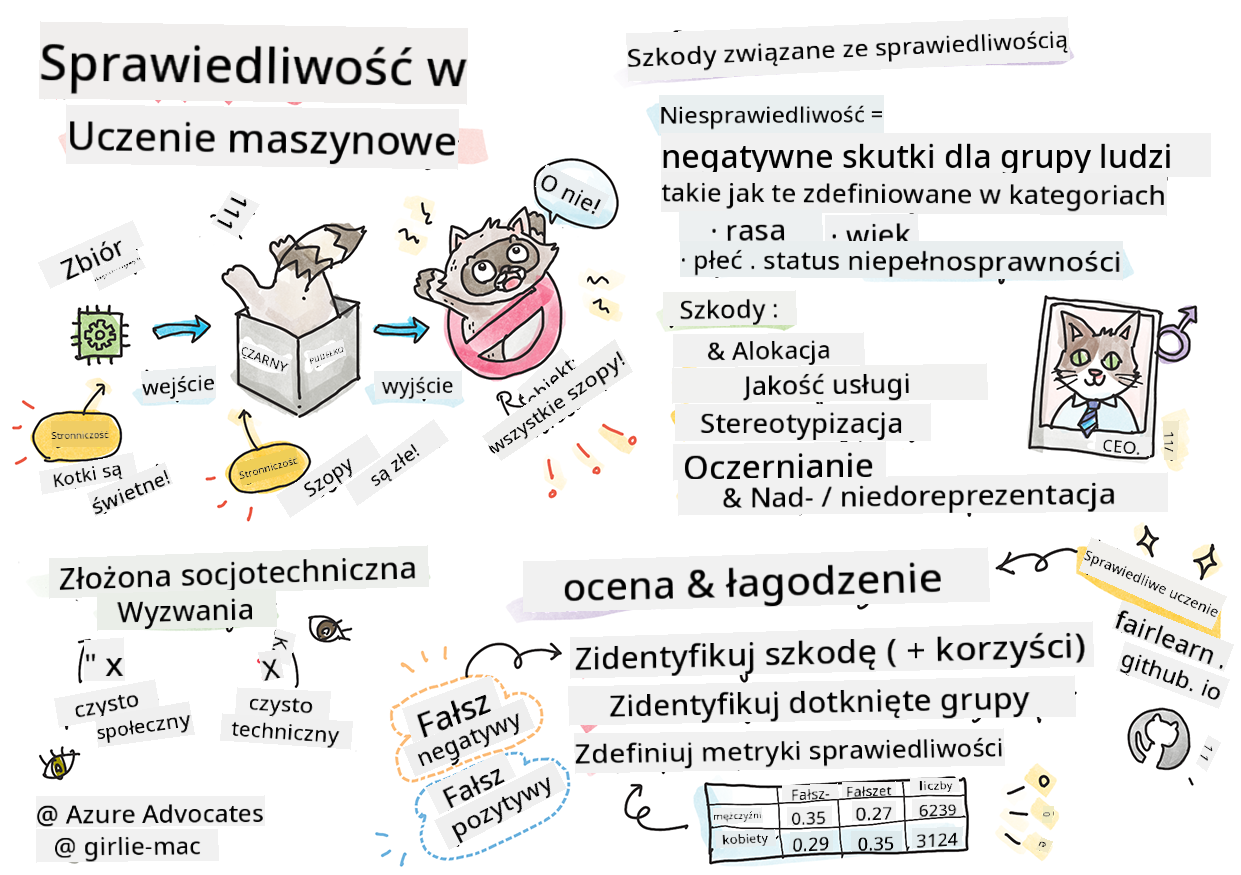 Sprawiedliwość w
Uczenie maszynowe
Zbiór
wejście
CZARNY
PUDEŁKO
wyjście
O nie!
wszystkie szopy!
Stronniczość
Kotki są
świetne!
Stronniczość
Szopy
są złe!
Szkody związane ze sprawiedliwością
Niesprawiedliwość =
negatywne skutki dla grupy ludzi
takie jak te zdefiniowane w kategoriach
· rasa · wiek
· płeć . status niepełnosprawności
Szkody :
& Alokacja
Jakość usługi
Stereotypizacja
Oczernianie
& Nad- / niedoreprezentacja
CEO.
Złożona socjotechniczna
Wyzwania
" x
czysto
społeczny
x
czysto
techniczny
@ Azure Advocates
@ girlie-mac
ocena & łagodzenie
Zidentyfikuj szkodę ( + korzyści)
Zidentyfikuj dotknięte grupy
Zdefiniuj metryki sprawiedliwości
Fałsz
negatywy
Fałsz
pozytywy
Fałsz- Fałszet liczby
mężczyźni 0.35 0.27 6239
kobiety 0.29 0.35 3124
Sprawiedliwe uczenie
fairlearn .
github. io